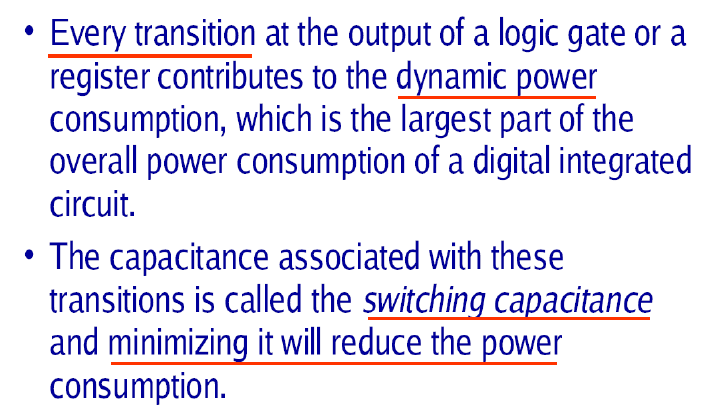 • Every transition at the output of a logic gate or a
register contributes to the dynamic power
consumption, which is the largest part of the
overall power consumption of a digital integrated
circuit.
• The capacitance associated with these
transitions is called the switching capacitance
and minimizing it will reduce the power
consumption.